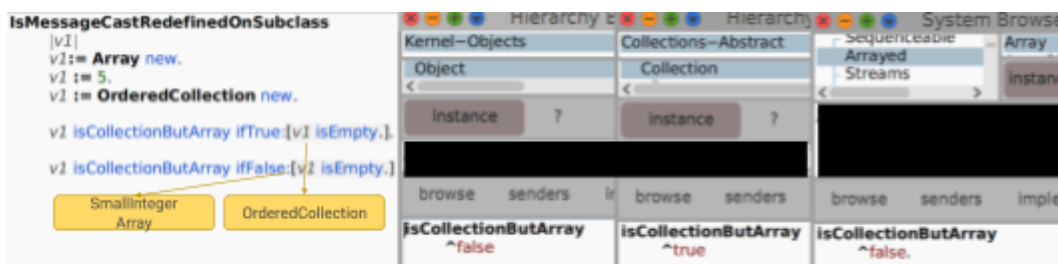 IsMessageCastRedefinedOnSubclass
|v1|
v1:= Array new.
v1 := 5.
v1 := OrderedCollection new.
v1 isCollectionButArray ifTrue:[v1 isEmpty.].
v1 isCollectionButArray ifFalse:[v1 isEmpty.]
SmallInteger
Array
OrderedCollection
Hierarchy
Kernel-Objects
Object
instance
?
browse senders
isCollectionButArray
^false
Hierarchy
Collections-Abstract
Collection
instance
?
browse senders
isCollectionButArray
^true
System Browse
Sequenceable
Arrayed
Streams
Array
instan
browse senders imple
isCollectionButArray
^false.